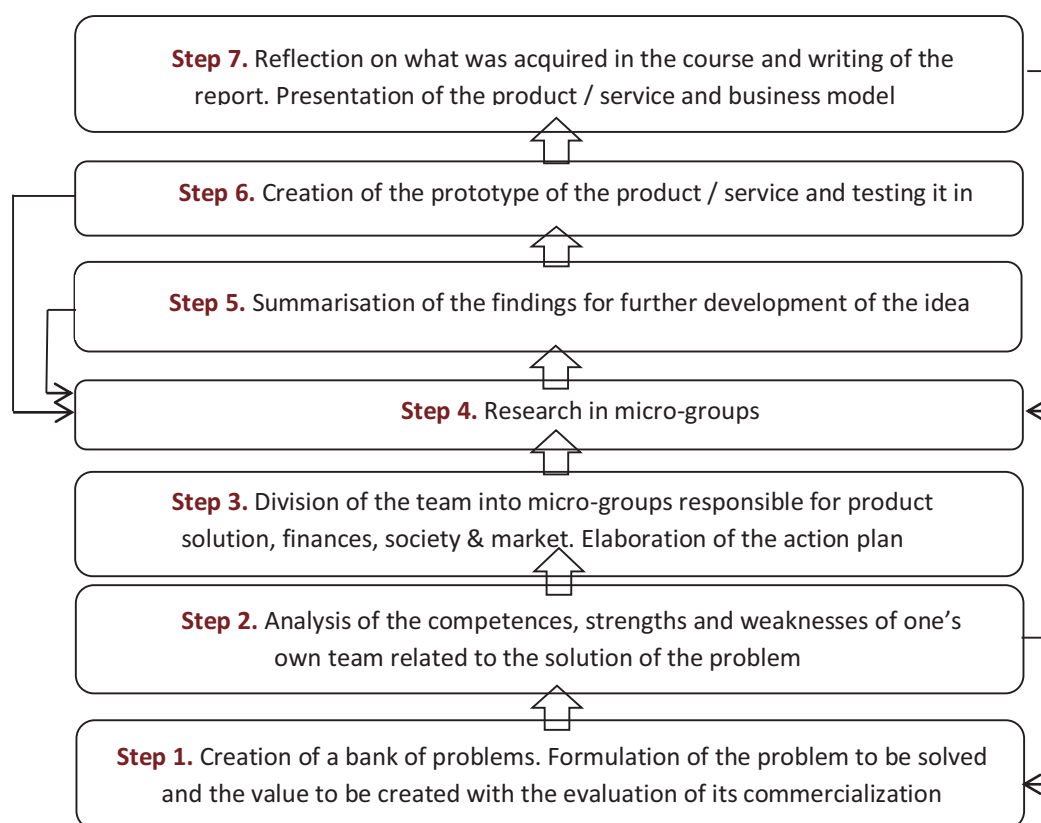 Step 7. Reflection on what was acquired in the course and writing of the
report. Presentation of the product / service and business model
Step 6. Creation of the prototype of the product / service and testing it in
Step 5. Summarisation of the findings for further development of the idea
Step 4. Research in micro-groups
Step 3. Division of the team into micro-groups responsible for product
solution, finances, society & market. Elaboration of the action plan
Step 2. Analysis of the competences, strengths and weaknesses of one’s
own team related to the solution of the problem
Step 1. Creation of a bank of problems. Formulation of the problem to be solved
and the value to be created with the evaluation of its commercialization